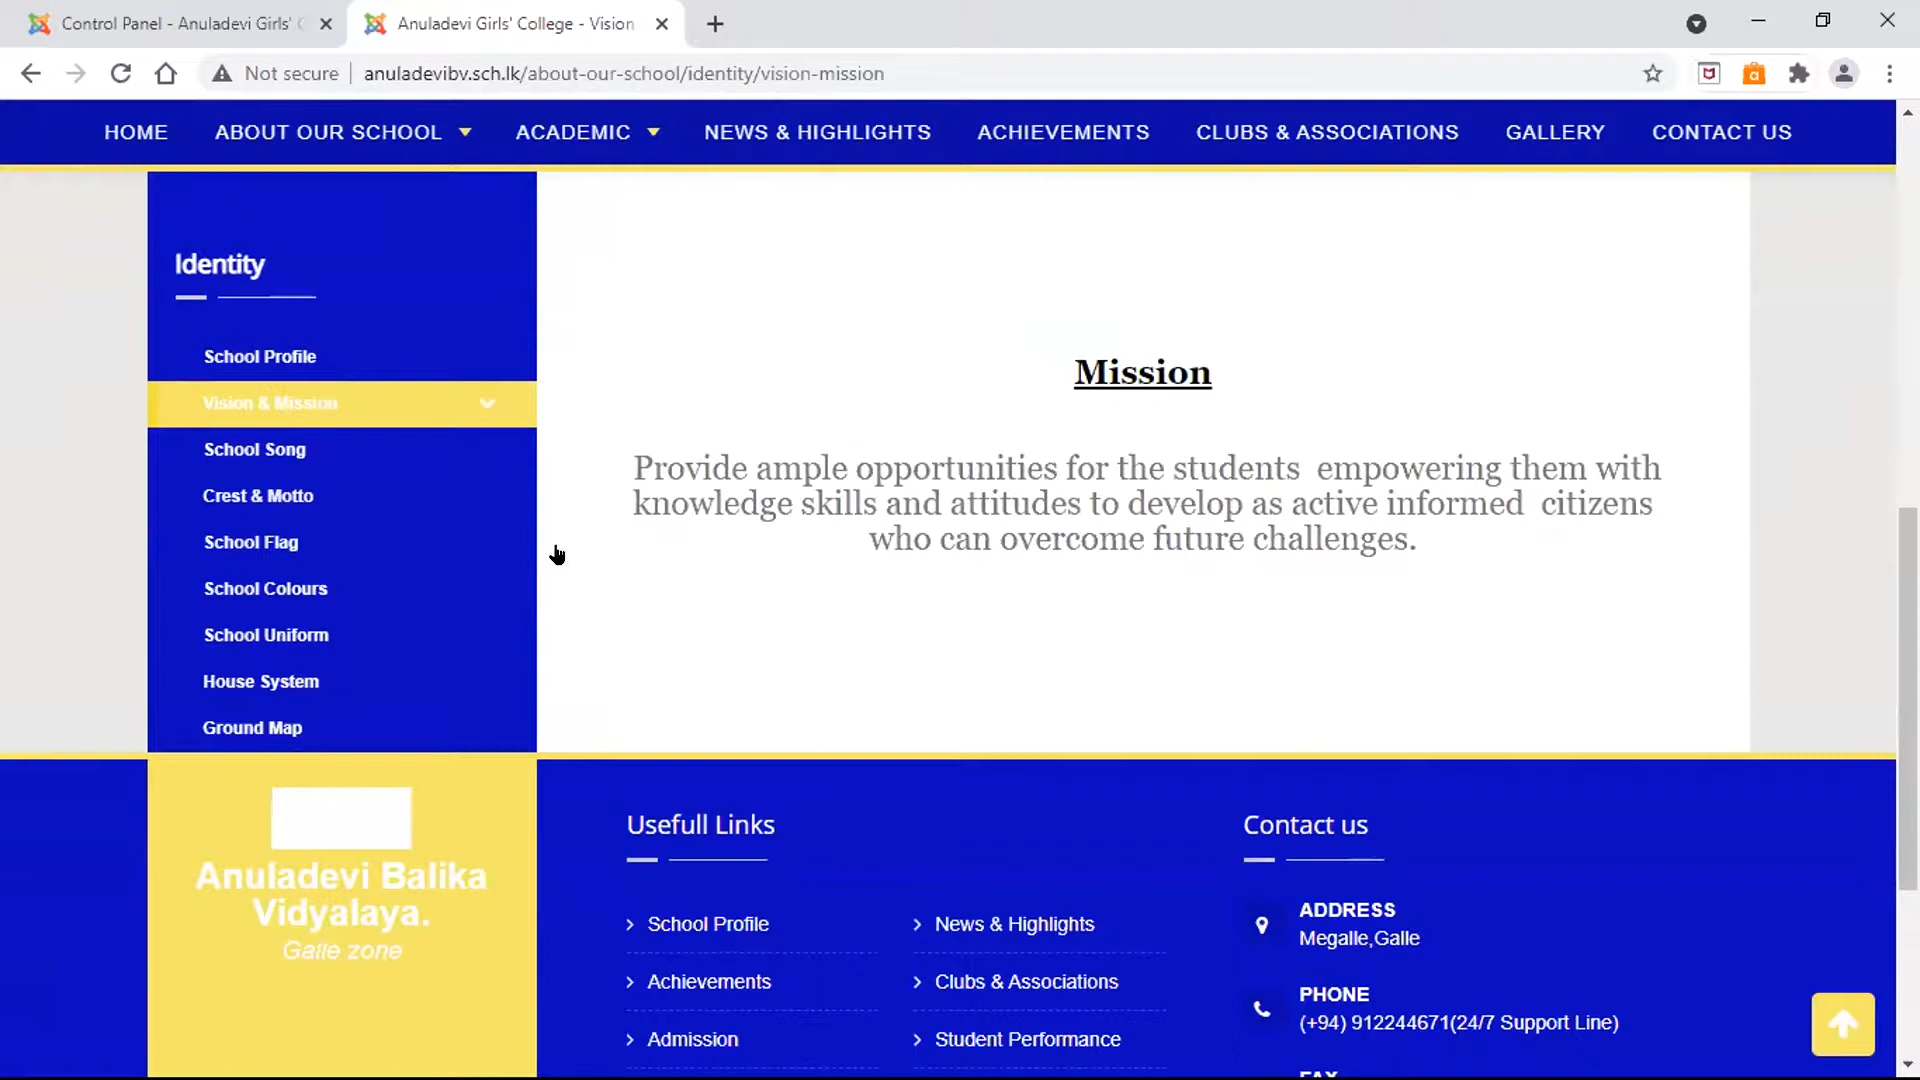 Control Panel - Anuladevi Girls'
Anuladevi Girls' College - Vision
Not secure
anuladevibv.sch.lk/about-our-school/identity/vision-mission
HOME
ABOUT OUR SCHOOL
ACADEMIC
NEWS & HIGHLIGHTS
ACHIEVEMENTS
CLUBS & ASSOCIATIONS
GALLERY
CONTACT US
Identity
School Profile
Vision & Mission
School Song
Crest & Motto
School Flag
School Colours
School Uniform
House System
Ground Map
Mission
Provide ample opportunities for the students  empowering them with
knowledge skills and attitudes to develop as active informed  citizens
who can overcome future challenges.
Anuladevi Balika
Vidyalaya.
Galle zone
Usefull Links
School Profile
News & Highlights
Achievements
Clubs & Associations
Admission
Student Performance
Contact us
ADDRESS
Megalle,Galle
PHONE
(+94) 912244671(24/7 Support Line)
FAX